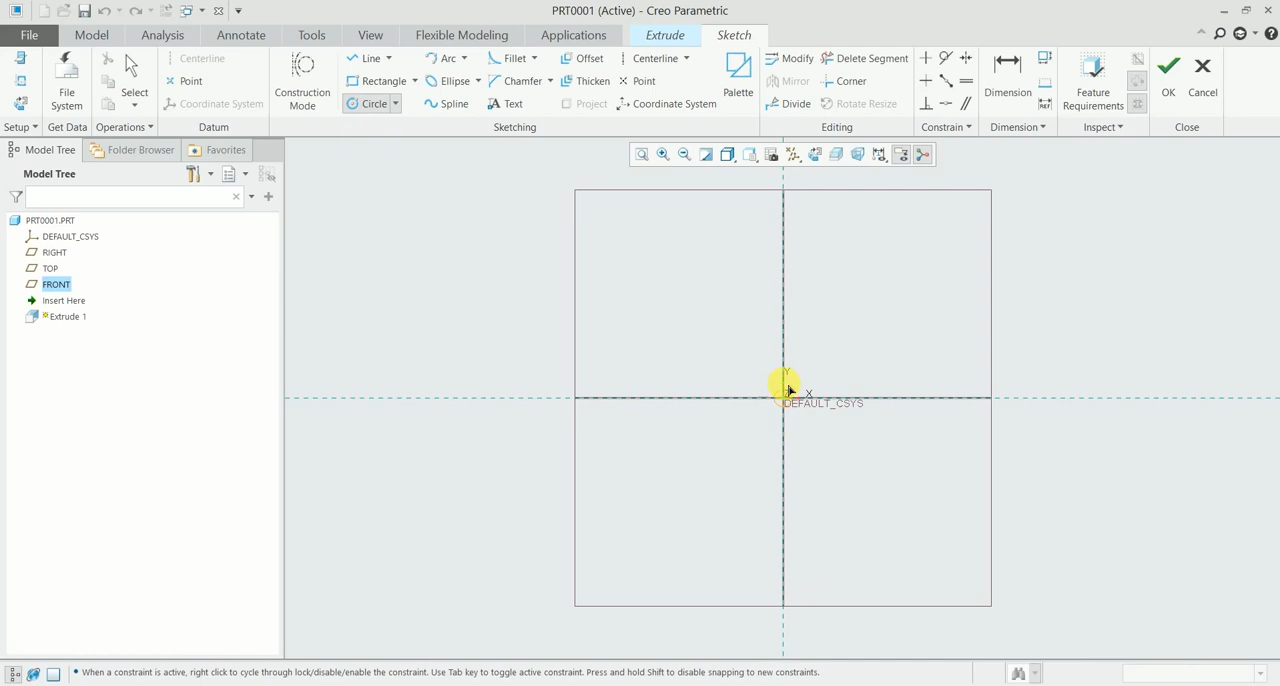 PRT0001 (Active) - Creo Parametric
File Model Analysis Annotate Tools View Flexible Modeling Applications Extrude Sketch
Centerline Line Arc Fillet Offset Centerline Modify Delete Segment
Point Rectangle Ellipse Chamfer Thicken Point Mirror Corner
Coordinate System Circle Spline Text Project Coordinate System Divide Rotate Resize
File System Select Construction Mode Palette Dimension Feature Requirements OK Cancel
Setup Get Data Operations Datum Sketching Editing Constrain Dimension Inspect Close
Model Tree Folder Browser Favorites
Model Tree
PRT0001.PRT
DEFAULT_CSYS
RIGHT
TOP
FRONT
Insert Here
Extrude 1
Y
X
DEFAULT_CSYS
• When a constraint is active, right click to cycle through lock/disable/enable the constraint. Use Tab key to toggle active constraint. Press and hold Shift to disable snapping to new constraints.